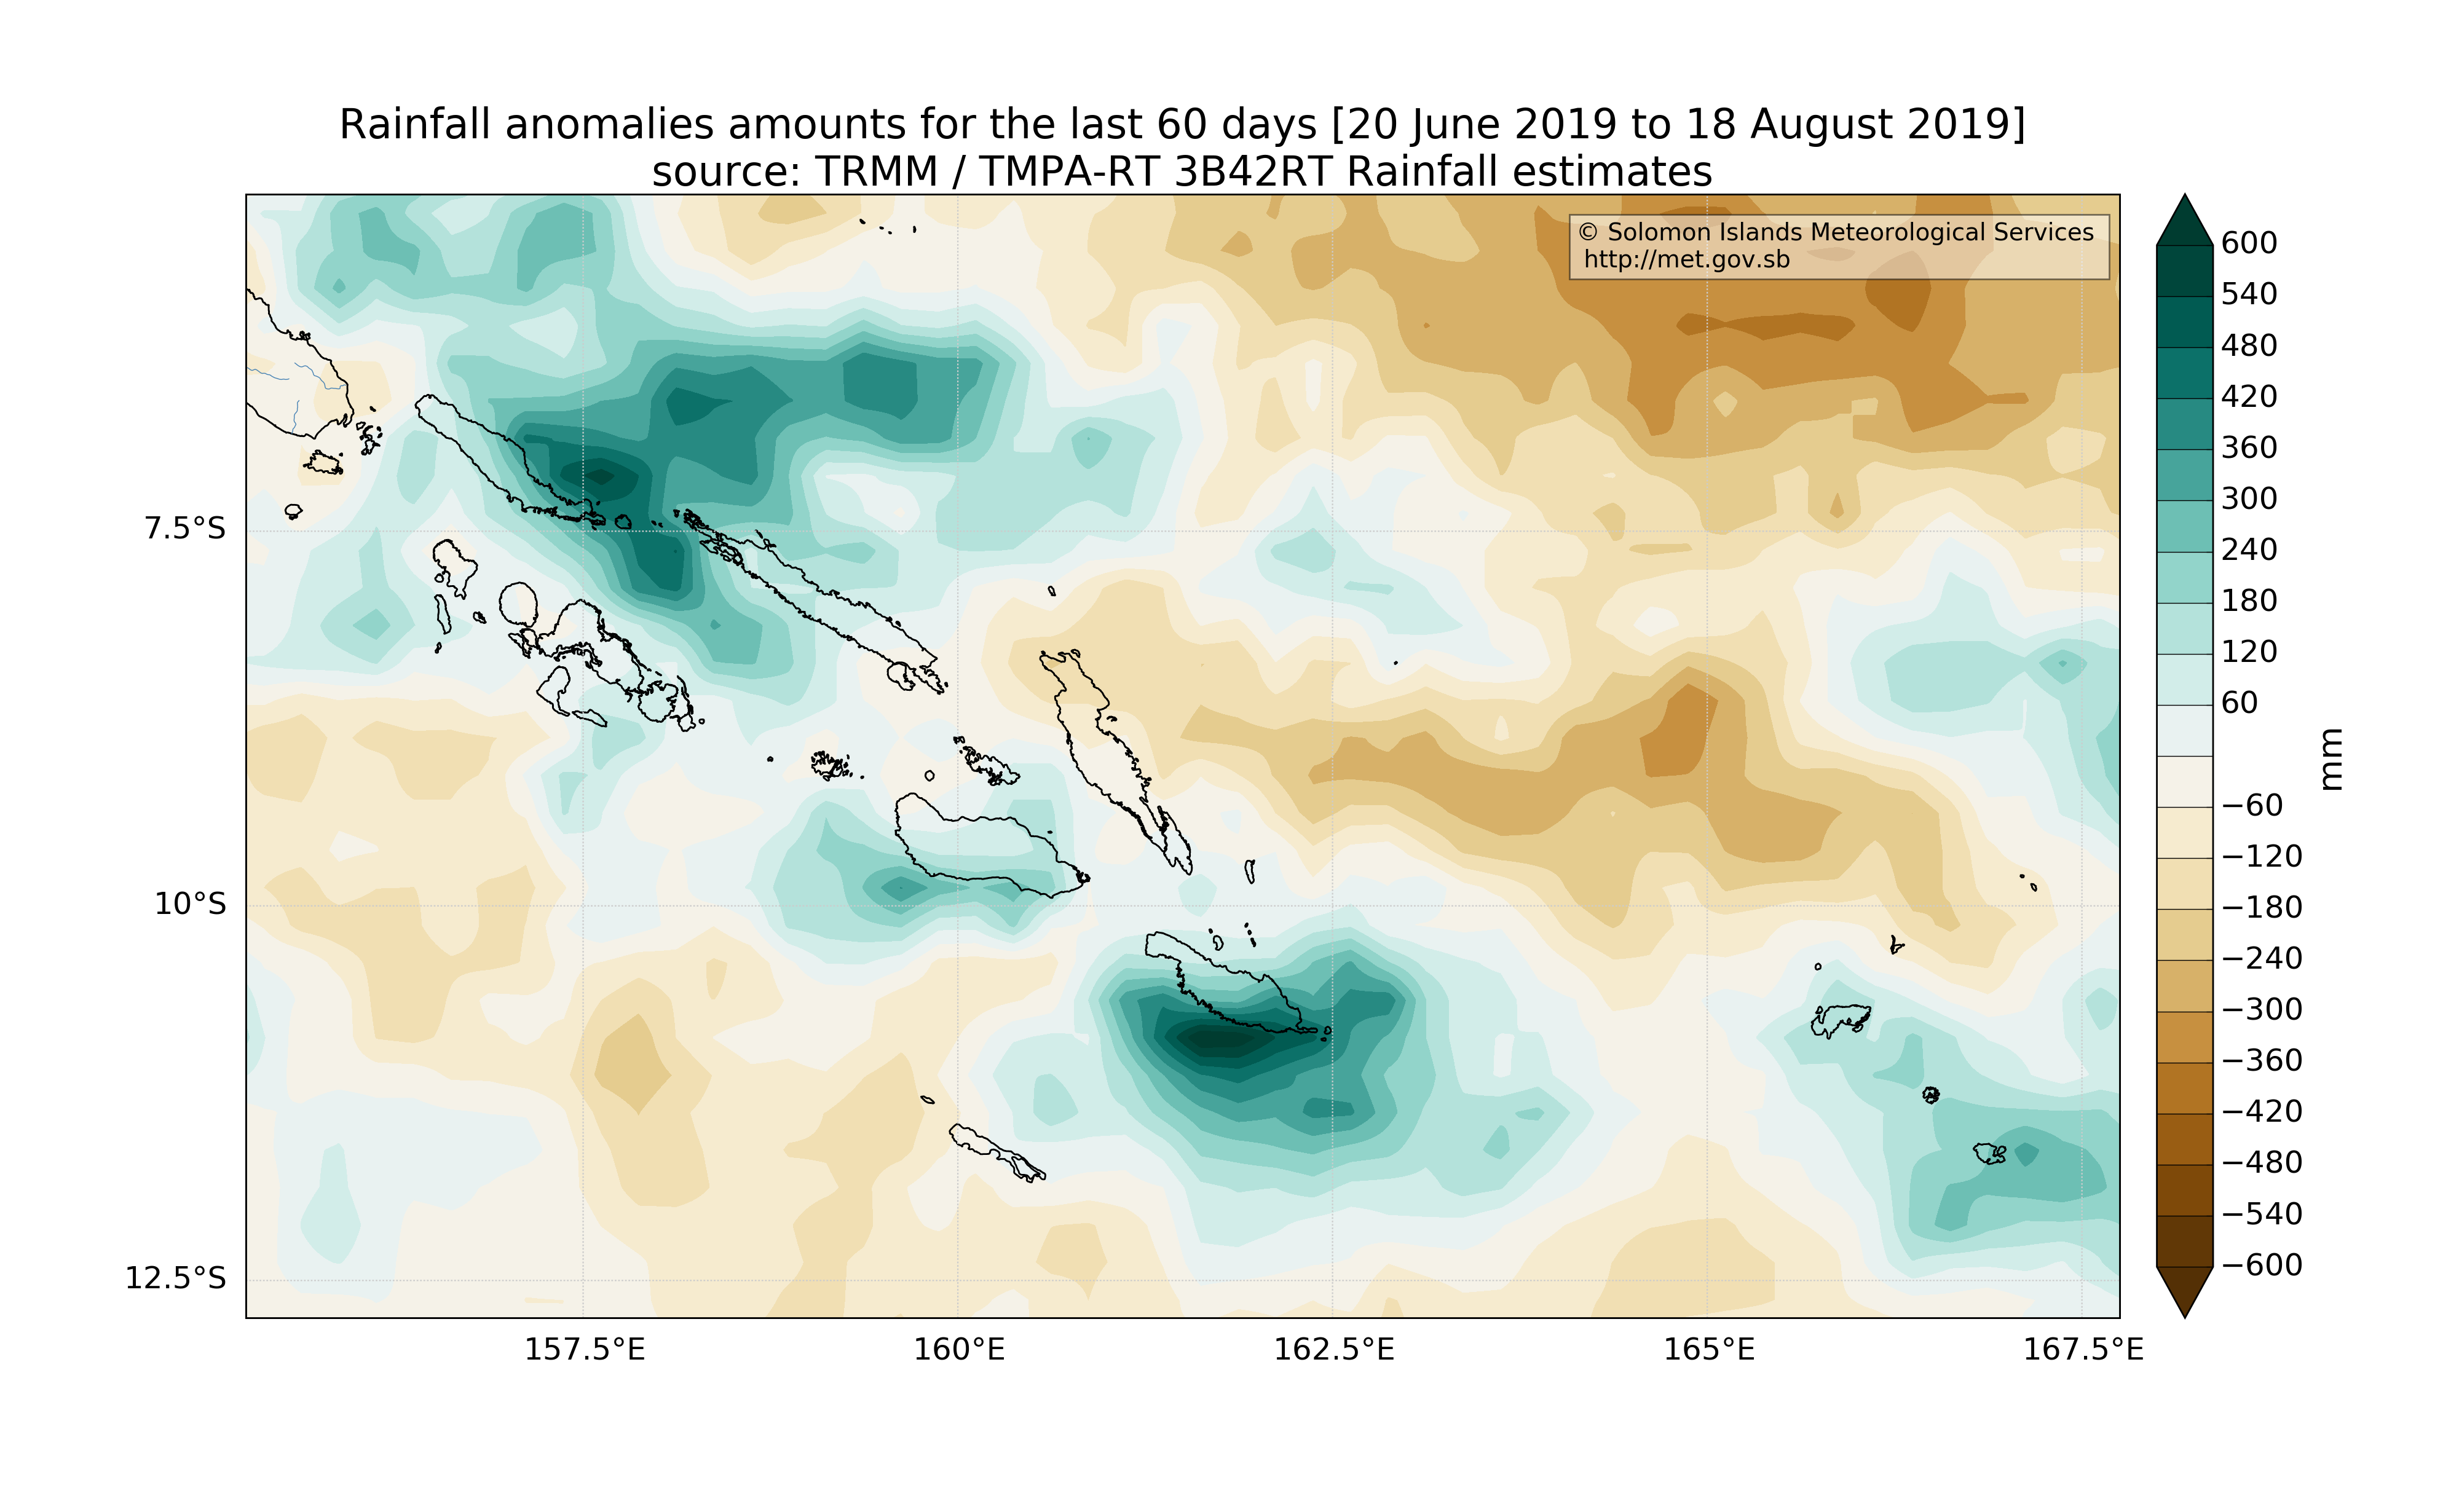 Rainfall anomalies amounts for the last 60 days [20 June 2019 to 18 August 2019]
source: TRMM / TMPA-RT 3B42RT Rainfall estimates
© Solomon Islands Meteorological Services
http://met.gov.sb
7.5°S
10°S
12.5°S
157.5°E
160°E
162.5°E
165°E
167.5°E
600
540
480
420
360
300
240
180
120
60
−60
−120
−180
−240
−300
−360
−420
−480
−540
−600
mm